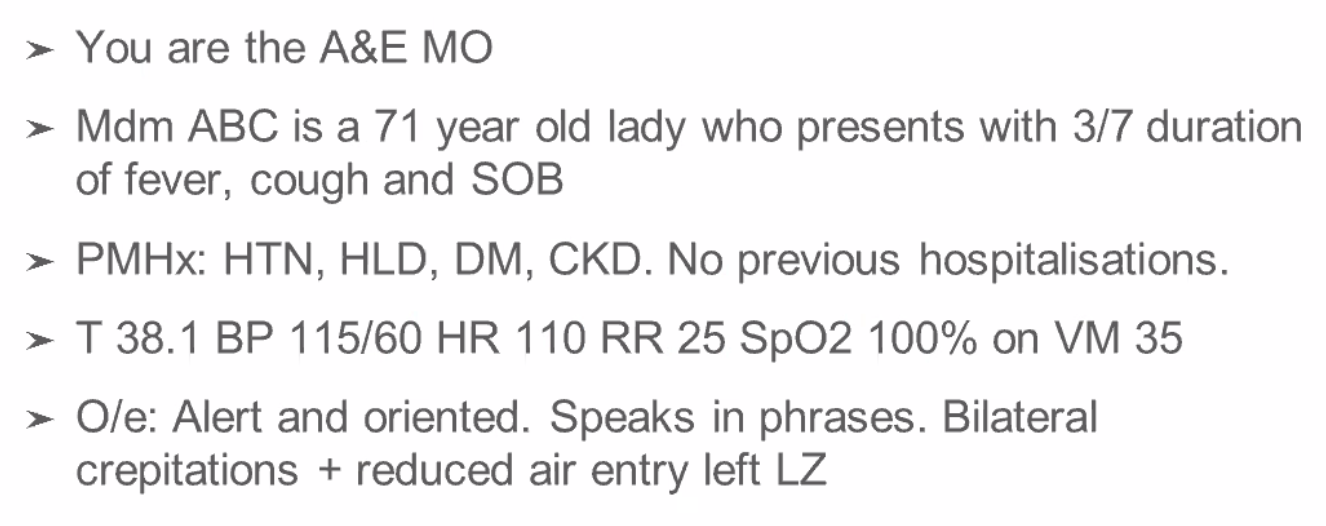 ➤ You are the A&E MO
➤ Mdm ABC is a 71 year old lady who presents with 3/7 duration
of fever, cough and SOB
➤ PMHx: HTN, HLD, DM, CKD. No previous hospitalisations.
➤ T 38.1 BP 115/60 HR 110 RR 25 SpO2 100% on VM 35
➤ O/e: Alert and oriented. Speaks in phrases. Bilateral
crepitations + reduced air entry left LZ